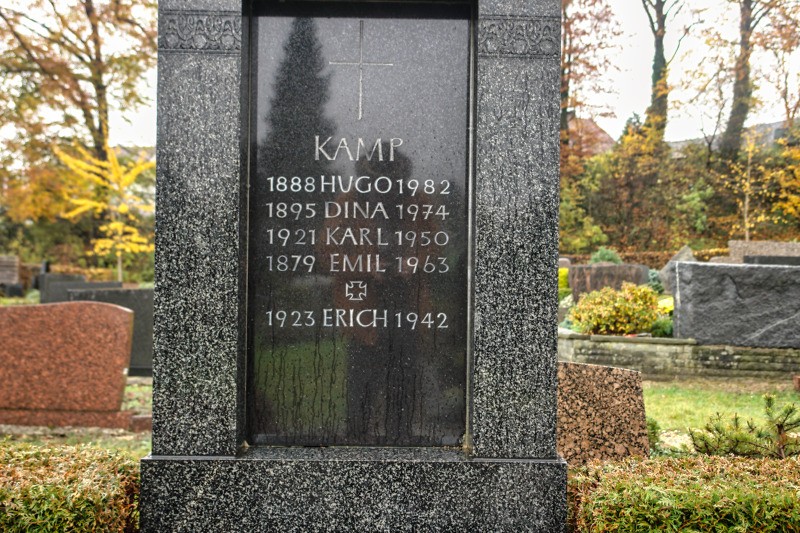 KAMP
1888 HUGO 1982
1895 DINA 1974
1921 KARL 1950
1879 EMIL 1963
1923 ERICH 1942